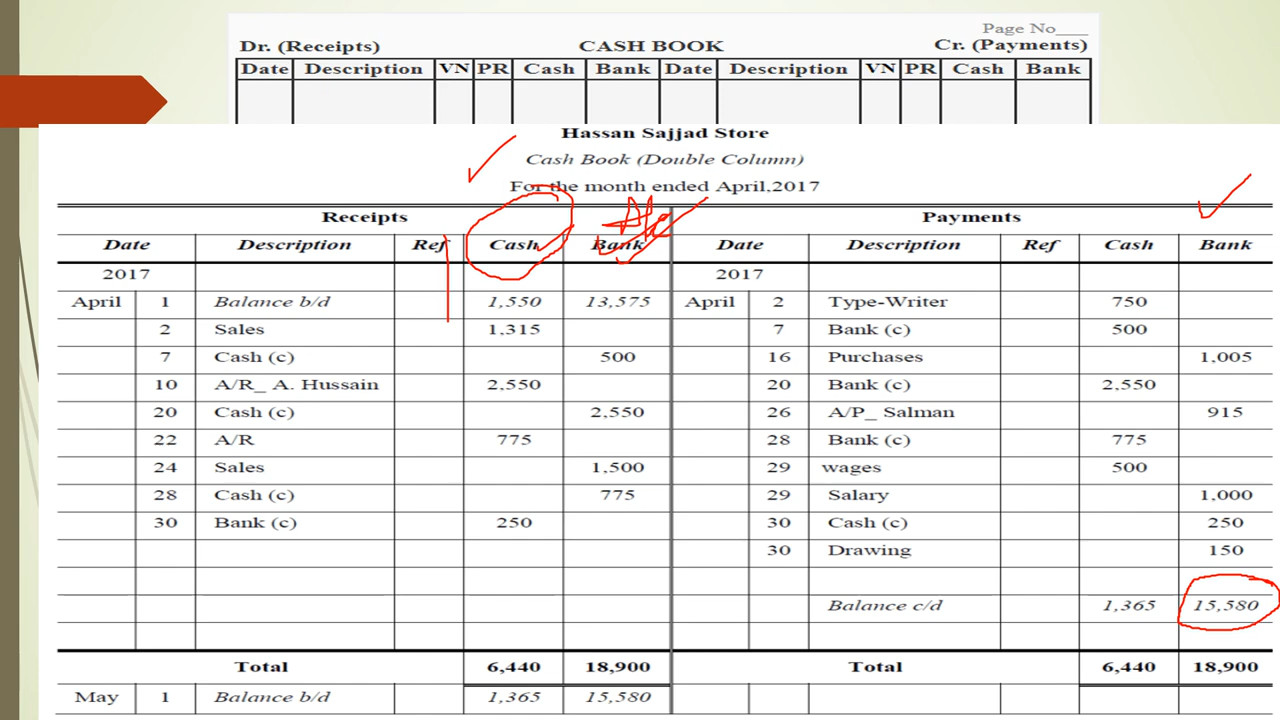 Page No___
Dr. (Receipts) CASH BOOK Cr. (Payments)
Date Description VN PR Cash Bank Date Description VN PR Cash Bank
Hassan Sajjad Store
Cash Book (Double Column)
For the month ended April,2017
Receipts Payments
Date Description Ref Cash Bank Date Description Ref Cash Bank
2017 2017
April 1 Balance b/d 1,550 13,575 April 2 Type-Writer 750
2 Sales 1,315 7 Bank (c) 500
7 Cash (c) 500 16 Purchases 1,005
10 A/R_ A. Hussain 2,550 20 Bank (c) 2,550
20 Cash (c) 2,550 26 A/P_ Salman 915
22 A/R 775 28 Bank (c) 775
24 Sales 1,500 29 wages 500
28 Cash (c) 775 29 Salary 1,000
30 Bank (c) 250 30 Cash (c) 250
30 Drawing 150
Balance c/d 1,365 15,580
Total 6,440 18,900 Total 6,440 18,900
May 1 Balance b/d 1,365 15,580